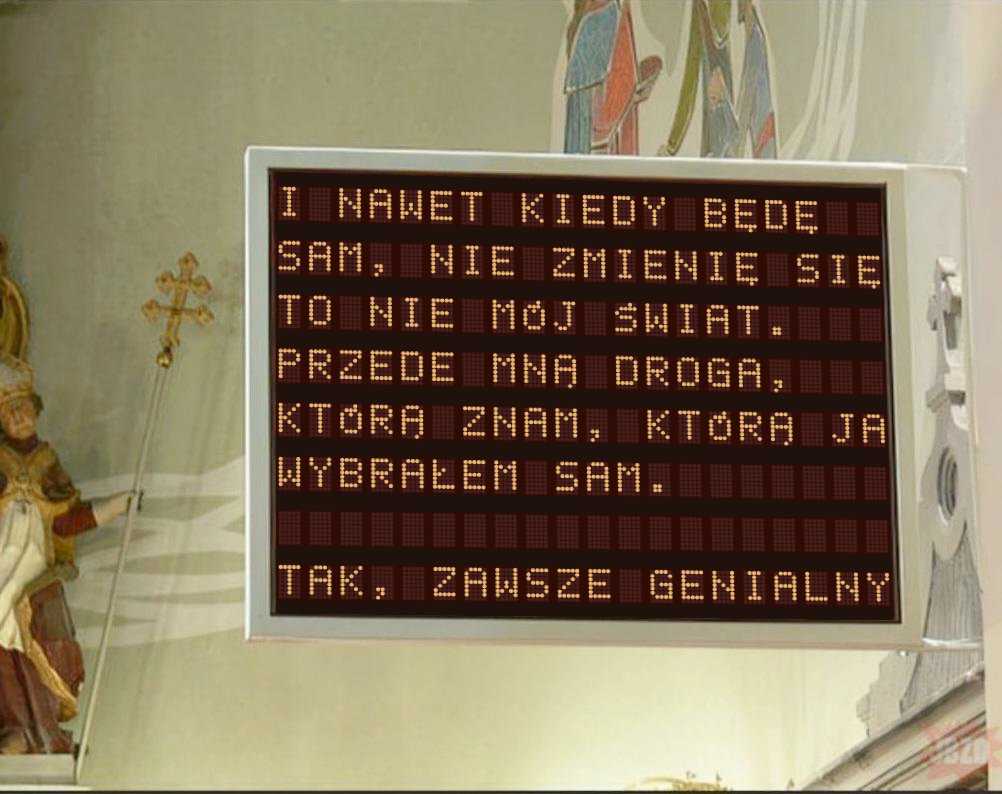 I NAWET KIEDY BĘDĘ
SAM, NIE ZMIENIĘ SIĘ
TO NIE MÓJ ŚWIAT.
PRZEDE MNĄ DROGA,
KTÓRĄ ZNAM, KTÓRĄ JA
WYBRAŁEM SAM.
TAK, ZAWSZE GENIALNY
JBZD